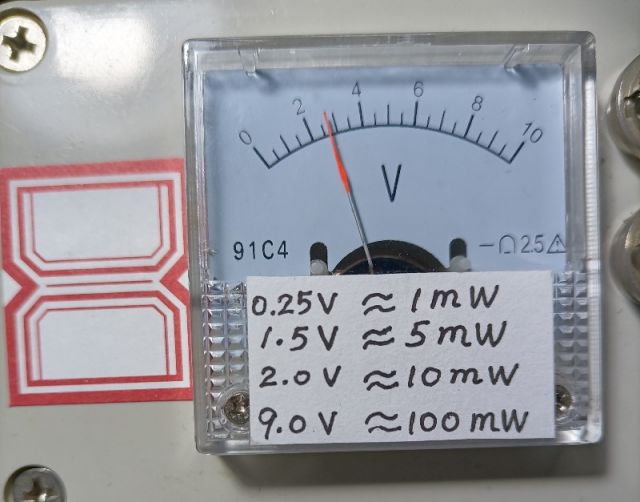 0 2 4 6 8 10
V
91C4 2.5
0.25V ≈ 1mW
1.5V ≈ 5mW
2.0V ≈ 10mW
9.0V ≈ 100mW